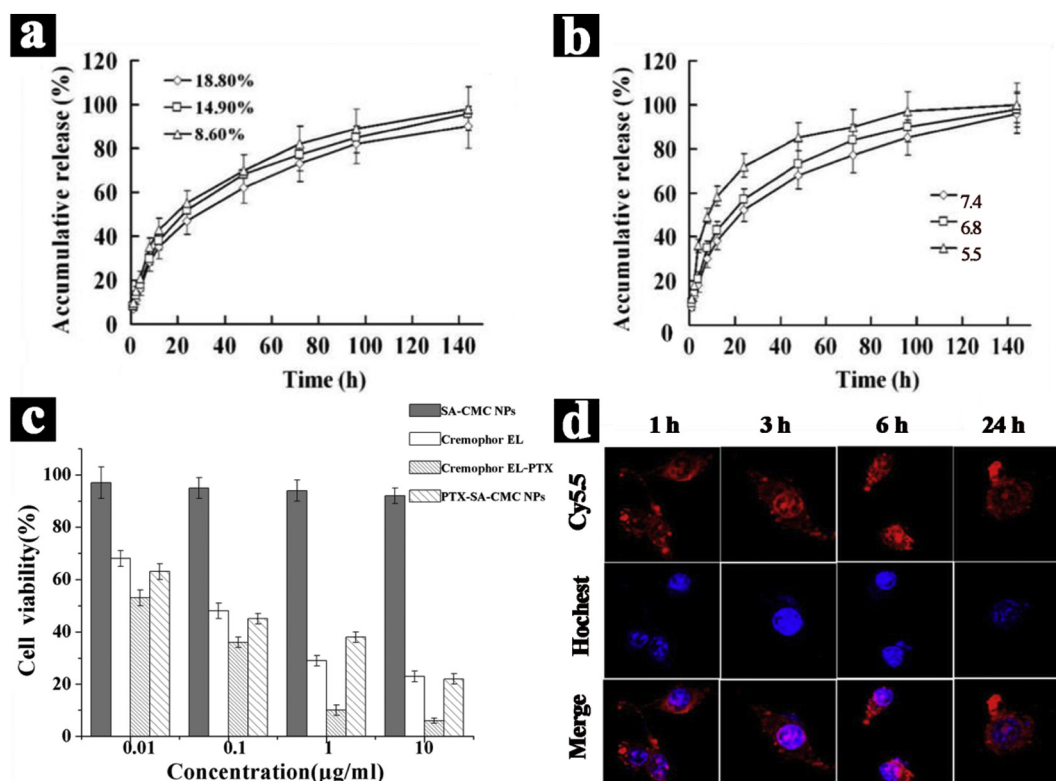 a
120
100
80
60
40
20
0
Accumulative release (%)
18.80%
14.90%
8.60%
0 20 40 60 80 100 120 140
Time (h)
b
120
100
80
60
40
20
0
Accumulative release (%)
7.4
6.8
5.5
0 20 40 60 80 100 120 140
Time (h)
c
SA-CMC NPs
Cremophor EL
Cremophor EL-PTX
PTX-SA-CMC NPs
100
80
60
40
20
0
Cell viability(%)
0.01 0.1 1 10
Concentration(μg/ml)
d
1 h 3 h 6 h 24 h
Cy5.5
Hochest
Merge